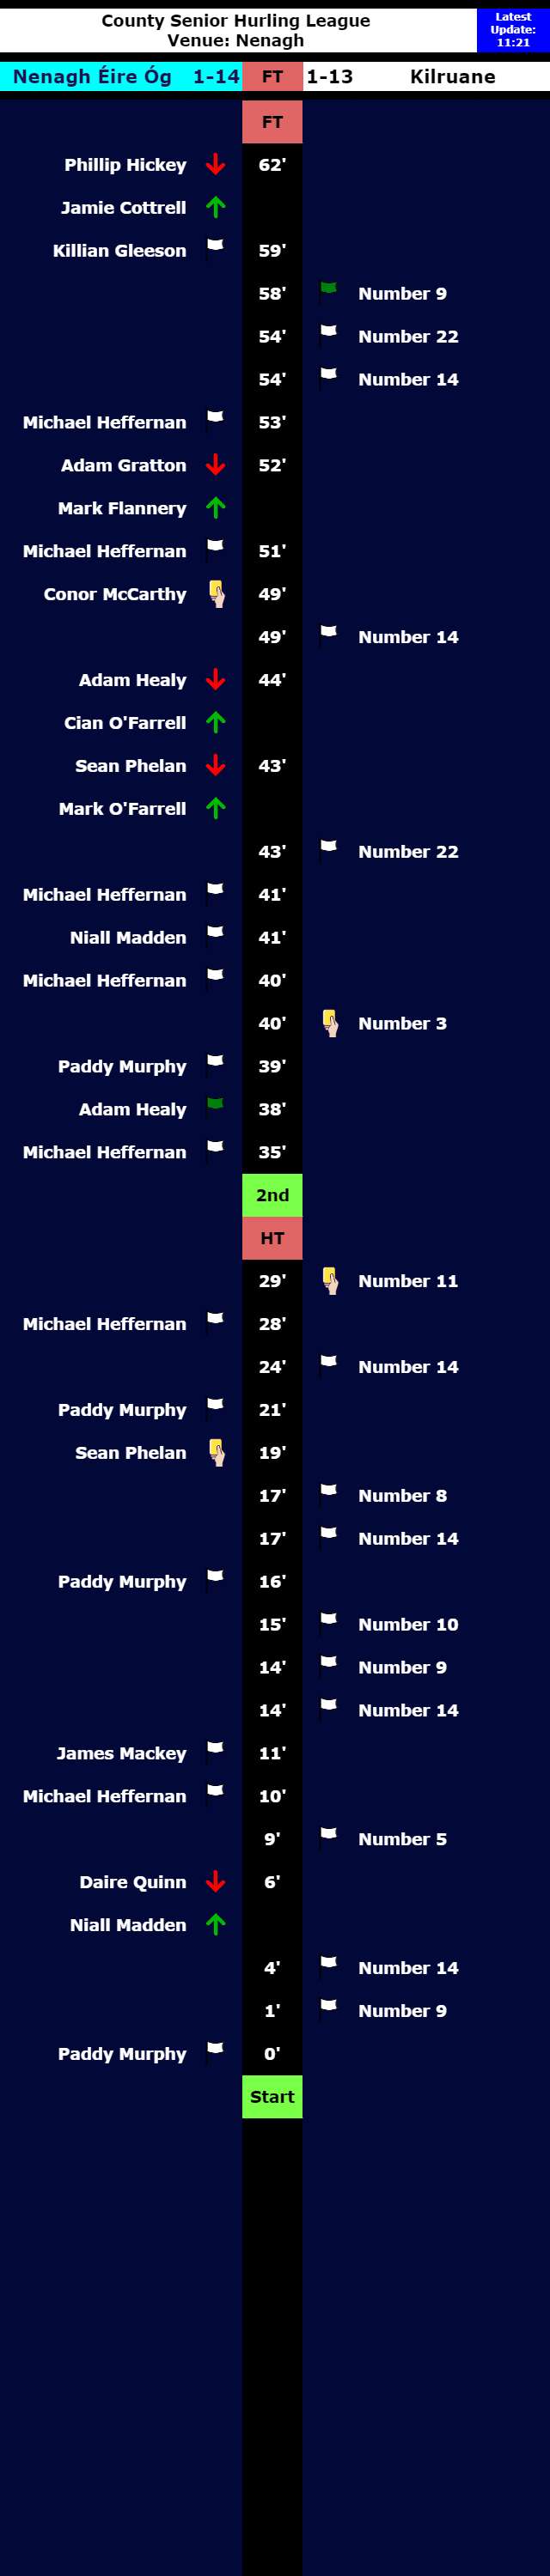 County Senior Hurling League
Venue: Nenagh
Latest
Update:
11:21
Nenagh Éire Óg 1-14 FT 1-13 Kilruane
FT
Phillip Hickey 62'
Jamie Cottrell
Killian Gleeson 59'
58' Number 9
54' Number 22
54' Number 14
Michael Heffernan 53'
Adam Gratton 52'
Mark Flannery
Michael Heffernan 51'
Conor McCarthy 49'
49' Number 14
Adam Healy 44'
Cian O'Farrell
Sean Phelan 43'
Mark O'Farrell
43' Number 22
Michael Heffernan 41'
Niall Madden 41'
Michael Heffernan 40'
40' Number 3
Paddy Murphy 39'
Adam Healy 38'
Michael Heffernan 35'
2nd
HT
29' Number 11
Michael Heffernan 28'
24' Number 14
Paddy Murphy 21'
Sean Phelan 19'
17' Number 8
17' Number 14
Paddy Murphy 16'
15' Number 10
14' Number 9
14' Number 14
James Mackey 11'
Michael Heffernan 10'
9' Number 5
Daire Quinn 6'
Niall Madden
4' Number 14
1' Number 9
Paddy Murphy 0'
Start